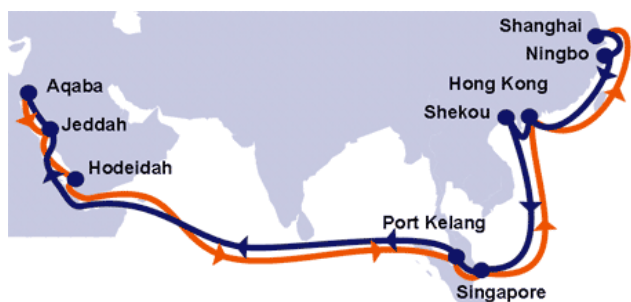 Shanghai
Ningbo
Hong Kong
Shekou
Aqaba
Jeddah
Hodeidah
Port Kelang
Singapore